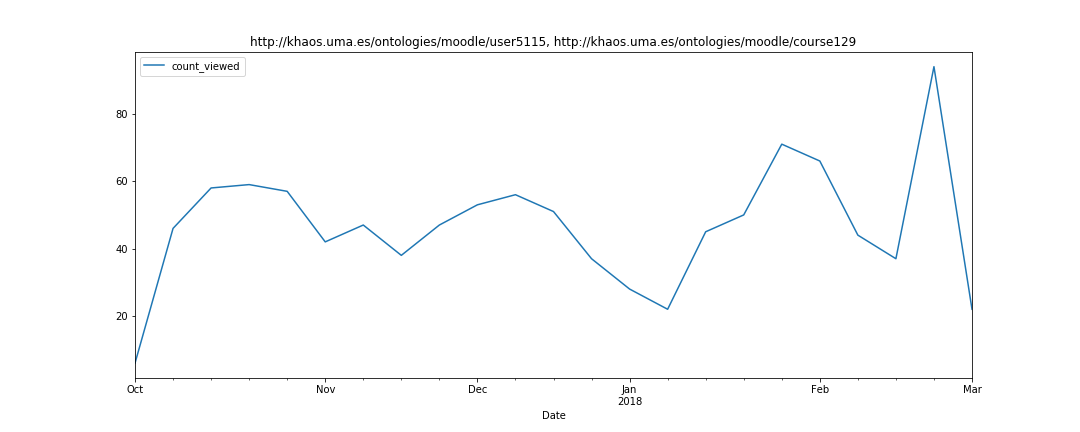 http://khaos.uma.es/ontologies/moodle/user5115, http://khaos.uma.es/ontologies/moodle/course129
count_viewed
80
60
40
20
Oct Nov Dec Jan Feb Mar
2018
Date